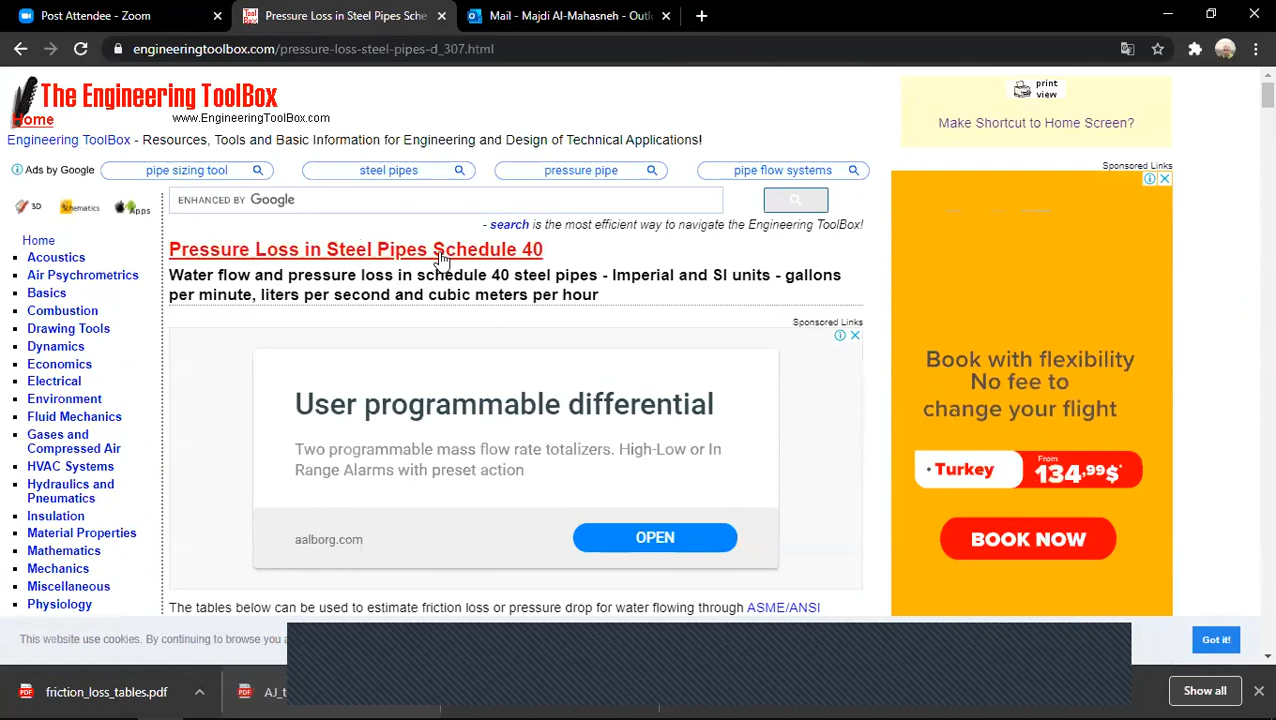 Post Attendee - Zoom
Pressure Loss in Steel Pipes Sche
Mail - Majdi Al-Mahasneh - Outl
engineeringtoolbox.com/pressure-loss-steel-pipes-d_307.html
The Engineering ToolBox
Home
www.EngineeringToolBox.com
print
view
Make Shortcut to Home Screen?
Engineering ToolBox - Resources, Tools and Basic Information for Engineering and Design of Technical Applications!
Ads by Google
pipe sizing tool
steel pipes
pressure pipe
pipe flow systems
Sponsored Links
3D
Schematics
Apps
ENHANCED BY Google
- search is the most efficient way to navigate the Engineering ToolBox!
Home
Acoustics
Air Psychrometrics
Basics
Combustion
Drawing Tools
Dynamics
Economics
Electrical
Environment
Fluid Mechanics
Gases and
Compressed Air
HVAC Systems
Hydraulics and
Pneumatics
Insulation
Material Properties
Mathematics
Mechanics
Miscellaneous
Physiology
Pressure Loss in Steel Pipes Schedule 40
Water flow and pressure loss in schedule 40 steel pipes - Imperial and SI units - gallons
per minute, liters per second and cubic meters per hour
Sponsored Links
User programmable differential
Two programmable mass flow rate totalizers. High-Low or In
Range Alarms with preset action
aalborg.com
OPEN
The tables below can be used to estimate friction loss or pressure drop for water flowing through ASME/ANSI
Book with flexibility
No fee to
change your flight
• Turkey
From
134,99$*
BOOK NOW
This website use cookies. By continuing to browse you a
Got it!
friction_loss_tables.pdf
AJ_t
Show all